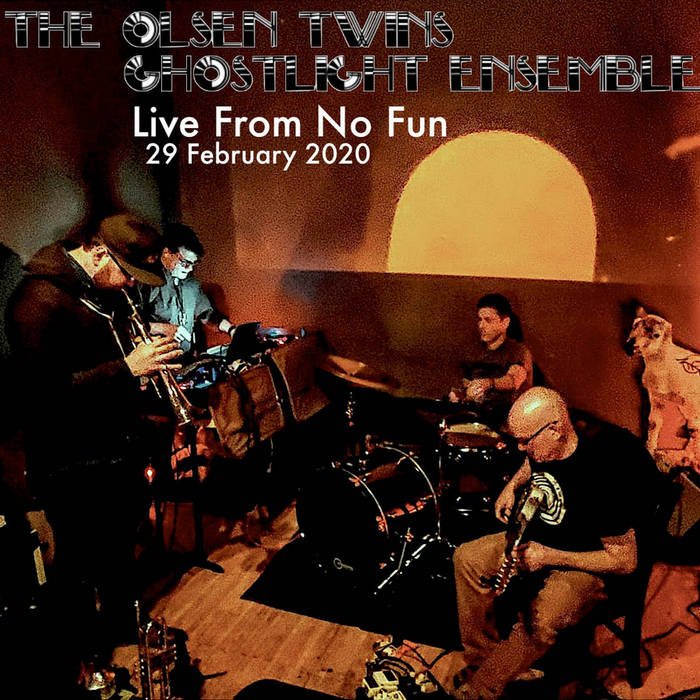 THE OLSEN TWINS
GHOSTLIGHT ENSEMBLE
Live From No Fun
29 February 2020